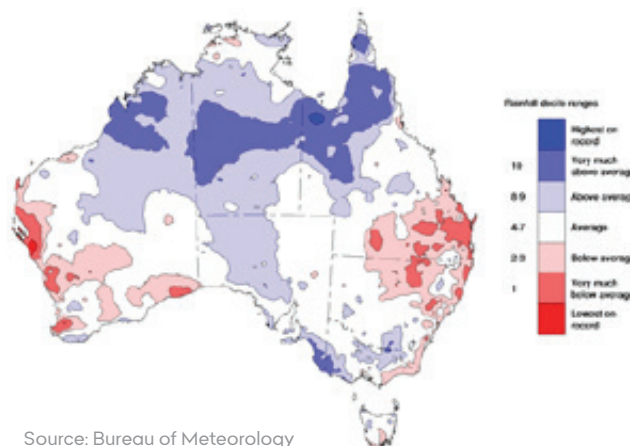 Rainfall decile ranges
Highest on
record
10
Very much
above average
8-9
Above average
4-7
Average
2-3
Below average
1
Very much
below average
Lowest on
record
Source: Bureau of Meteorology